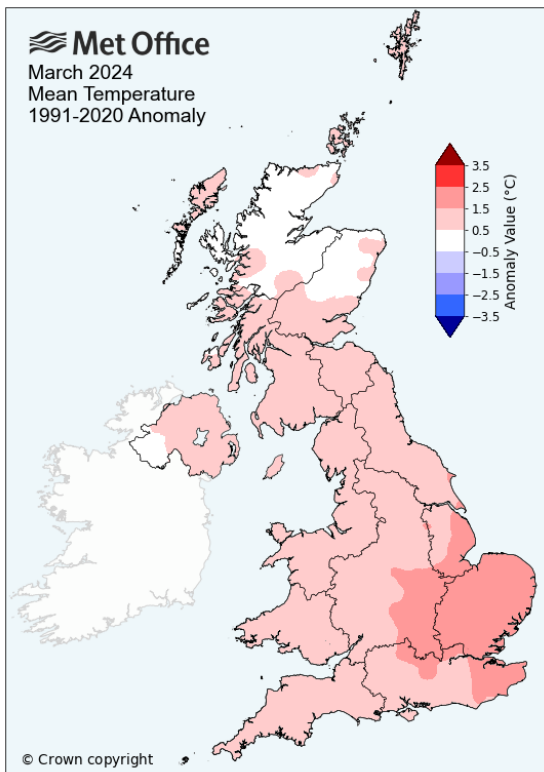 Met Office
March 2024
Mean Temperature
1991-2020 Anomaly
3.5
2.5
1.5
0.5
−0.5
−1.5
−2.5
−3.5
Anomaly Value (°C)
© Crown copyright